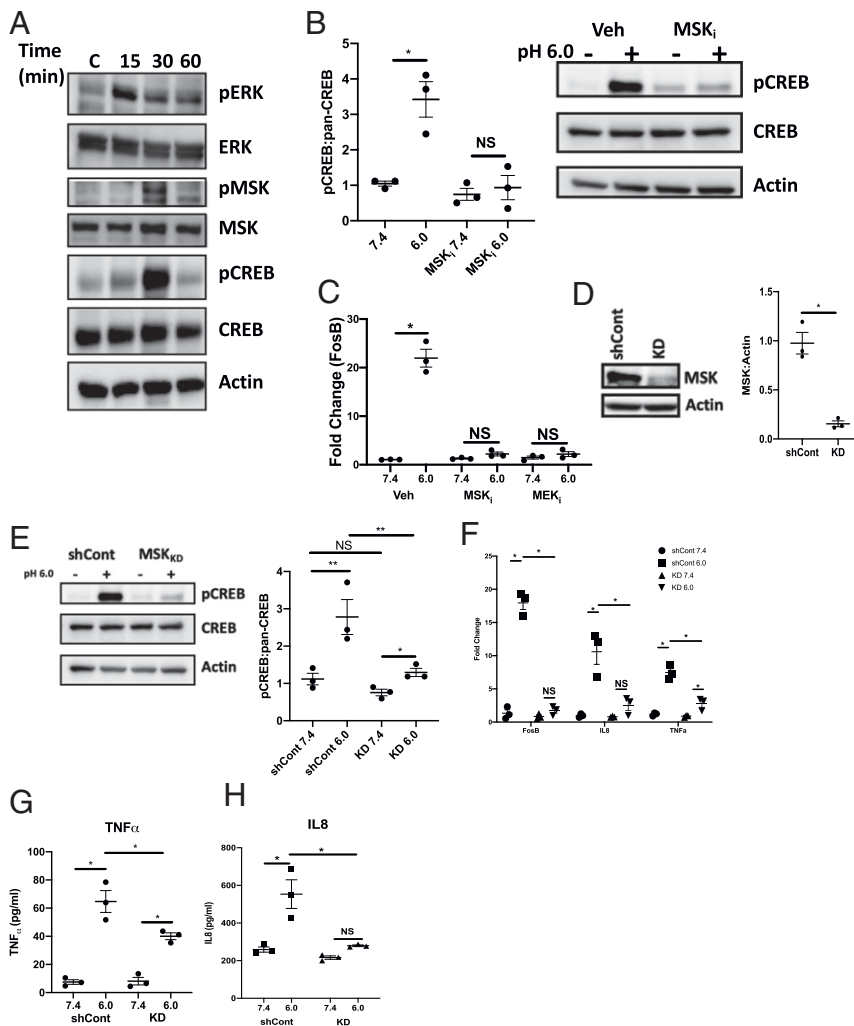 A
Time
(min)
C 15 30 60
pERK
ERK
pMSK
MSK
pCREB
CREB
Actin
B
pCREB:pan-CREB
5
4
3
2
1
0
*
NS
7.4
6.0
MSKi 7.4
MSKi 6.0
Veh MSKi
pH 6.0 - + - +
pCREB
CREB
Actin
C
Fold Change (FosB)
30
20
10
0
*
NS
NS
7.4 6.0 7.4 6.0 7.4 6.0
Veh MSKi MEKi
D
shCont
KD
MSK
Actin
MSK:Actin
1.5
1.0
0.5
0.0
*
shCont KD
E
shCont MSKKD
pH 6.0 - + - +
pCREB
CREB
Actin
pCREB:pan-CREB
4
3
2
1
0
**
NS
**
*
shCont 7.4
shCont 6.0
KD 7.4
KD 6.0
F
shCont 7.4
shCont 6.0
KD 7.4
KD 6.0
Fold Change
25
20
15
10
5
0
* *
NS
* *
NS
* *
*
FosB IL8 TNFa
G
TNFα
TNFα (pg/ml)
100
80
60
40
20
0
*
*
*
7.4 6.0 7.4 6.0
shCont KD
H
IL8
IL8 (pg/ml)
800
600
400
200
0
*
*
NS
7.4 6.0 7.4 6.0
shCont KD